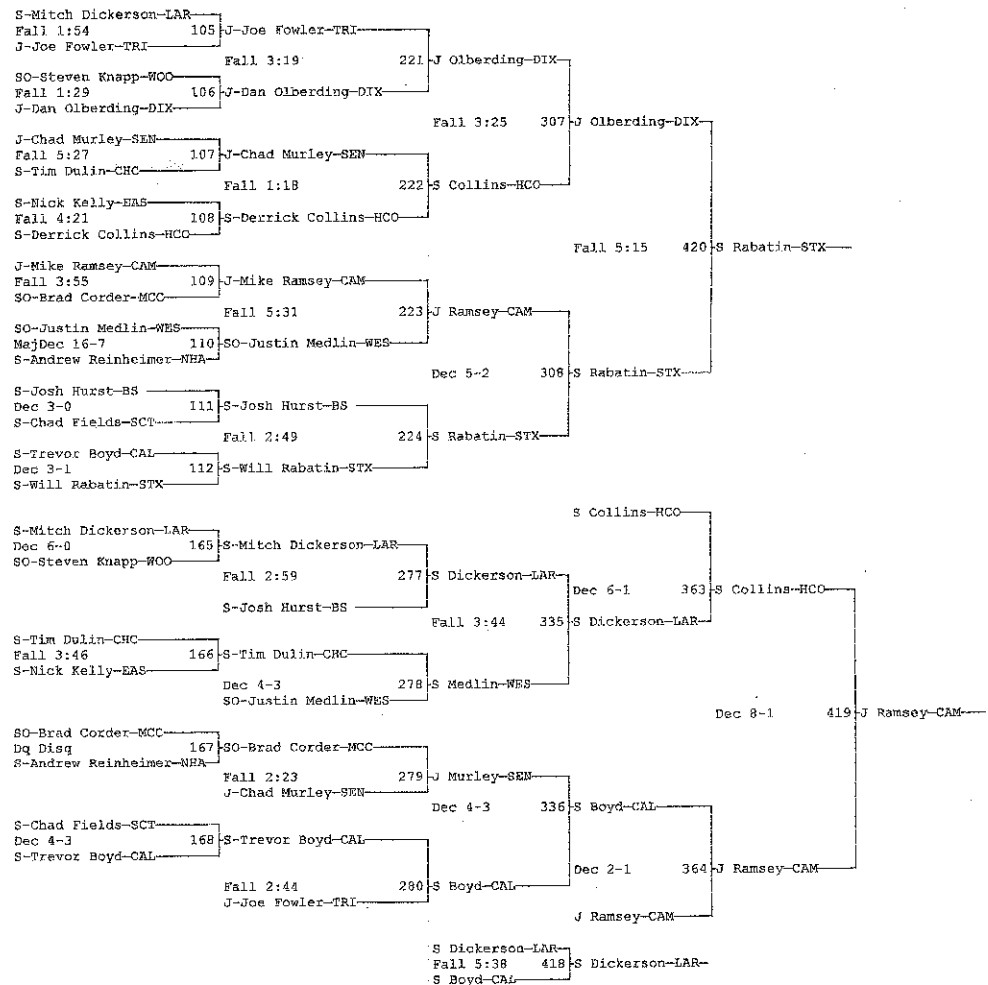 S-Mitch Dickerson-LAR
Fall 1:54 105 J-Joe Fowler-TRI
J-Joe Fowler-TRI
Fall 3:19 221 J Olberding-DIX
SO-Steven Knapp-WOO
Fall 1:29 106 J-Dan Olberding-DIX
J-Dan Olberding-DIX
Fall 3:25 307 J Olberding-DIX
J-Chad Murley-SEN
Fall 5:27 107 J-Chad Murley-SEN
S-Tim Dulin-CHC
Fall 1:18 222 S Collins-HCO
S-Nick Kelly-EAS
Fall 4:21 108 S-Derrick Collins-HCO
S-Derrick Collins-HCO
Fall 5:15 420 S Rabatin-STX
J-Mike Ramsey-CAM
Fall 3:55 109 J-Mike Ramsey-CAM
SO-Brad Corder-MCC
Fall 5:31 223 J Ramsey-CAM
SO-Justin Medlin-WES
MajDec 16-7 110 SO-Justin Medlin-WES
S-Andrew Reinheimer-NHA
Dec 5-2 308 S Rabatin-STX
S-Josh Hurst-BS
Dec 3-0 111 S-Josh Hurst-BS
S-Chad Fields-SCT
Fall 2:49 224 S Rabatin-STX
S-Trevor Boyd-CAL
Dec 3-1 112 S-Will Rabatin-STX
S-Will Rabatin-STX
S Collins-HCO
S-Mitch Dickerson-LAR
Dec 6-0 165 S-Mitch Dickerson-LAR
SO-Steven Knapp-WOO
Fall 2:59 277 S Dickerson-LAR
Dec 6-1 363 S Collins-HCO
S-Josh Hurst-BS
Fall 3:44 335 S Dickerson-LAR
S-Tim Dulin-CHC
Fall 3:46 166 S-Tim Dulin-CHC
S-Nick Kelly-EAS
Dec 4-3 278 S Medlin-WES
SO-Justin Medlin-WES
Dec 8-1 419 J Ramsey-CAM
SO-Brad Corder-MCC
Dq Disq 167 SO-Brad Corder-MCC
S-Andrew Reinheimer-NHA
Fall 2:23 279 J Murley-SEN
J-Chad Murley-SEN
Dec 4-3 336 S Boyd-CAL
S-Chad Fields-SCT
Dec 4-3 168 S-Trevor Boyd-CAL
S-Trevor Boyd-CAL
Dec 2-1 364 J Ramsey-CAM
Fall 2:44 280 S Boyd-CAL
J-Joe Fowler-TRI
J Ramsey-CAM
S Dickerson-LAR
Fall 5:38 418 S Dickerson-LAR
S Boyd-CAL